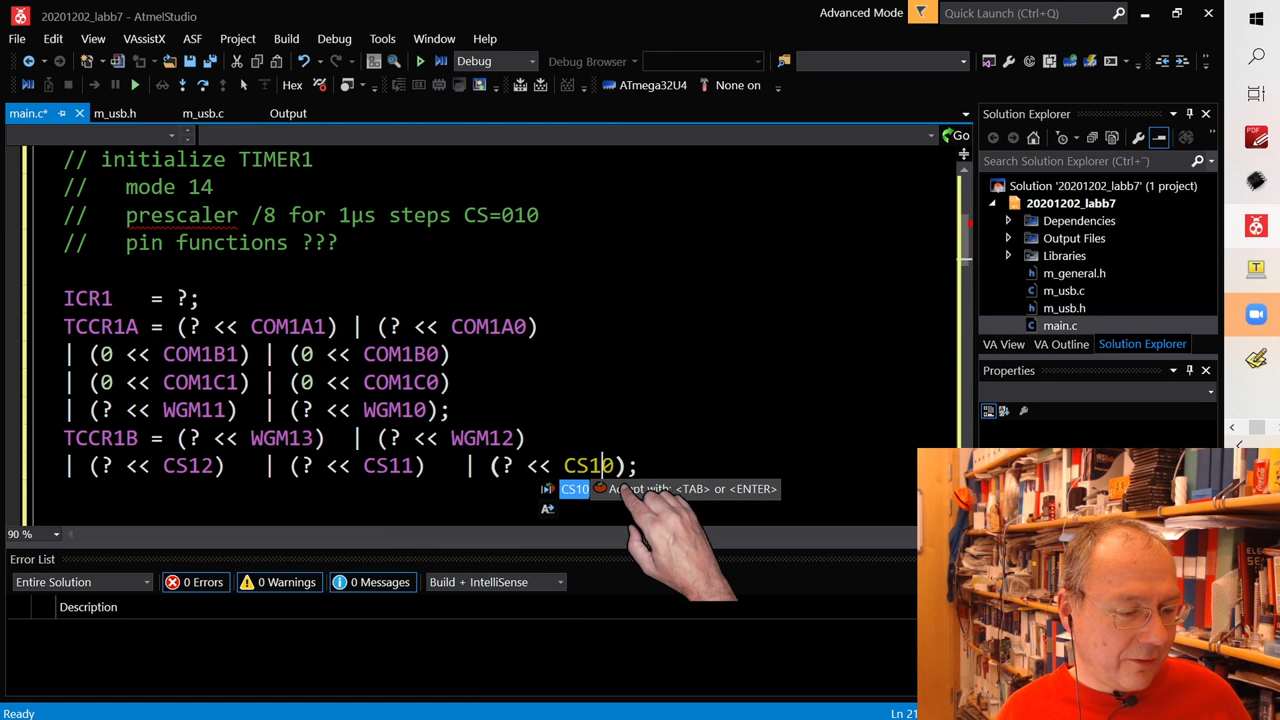 20201202_labb7 - AtmelStudio
Advanced Mode
Quick Launch (Ctrl+Q)
File Edit View VAssistX ASF Project Build Debug Tools Window Help
Debug
Debug Browser
Hex
ATmega32U4
None on
main.c*
m_usb.h
m_usb.c
Output
Go
// initialize TIMER1
// mode 14
// prescaler /8 for 1µs steps CS=010
// pin functions ???
ICR1 = ?;
TCCR1A = (? << COM1A1) | (? << COM1A0)
| (0 << COM1B1) | (0 << COM1B0)
| (0 << COM1C1) | (0 << COM1C0)
| (? << WGM11) | (? << WGM10);
TCCR1B = (? << WGM13) | (? << WGM12)
| (? << CS12) | (? << CS11) | (? << CS10);
CS10
Accept with: <TAB> or <ENTER>
90 %
Error List
Entire Solution
0 Errors
0 Warnings
0 Messages
Build + IntelliSense
Description
Ready
Ln 21
Solution Explorer
Search Solution Explorer (Ctrl+¨)
Solution '20201202_labb7' (1 project)
20201202_labb7
Dependencies
Output Files
Libraries
m_general.h
m_usb.c
m_usb.h
main.c
VA View
VA Outline
Solution Explorer
Properties
PDF